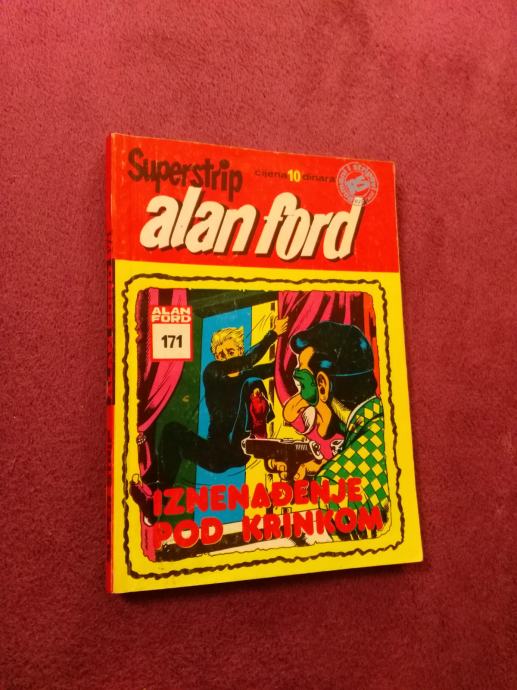 Superstrip
cijena 10 dinara
alan ford
ALAN
FORD
171
IZNENAĐENJE
POD KRINKOM